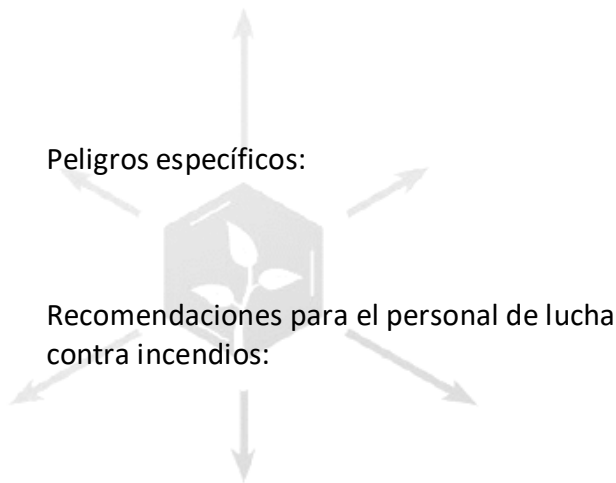 Peligros específicos:
Recomendaciones para el personal de lucha
contra incendios: